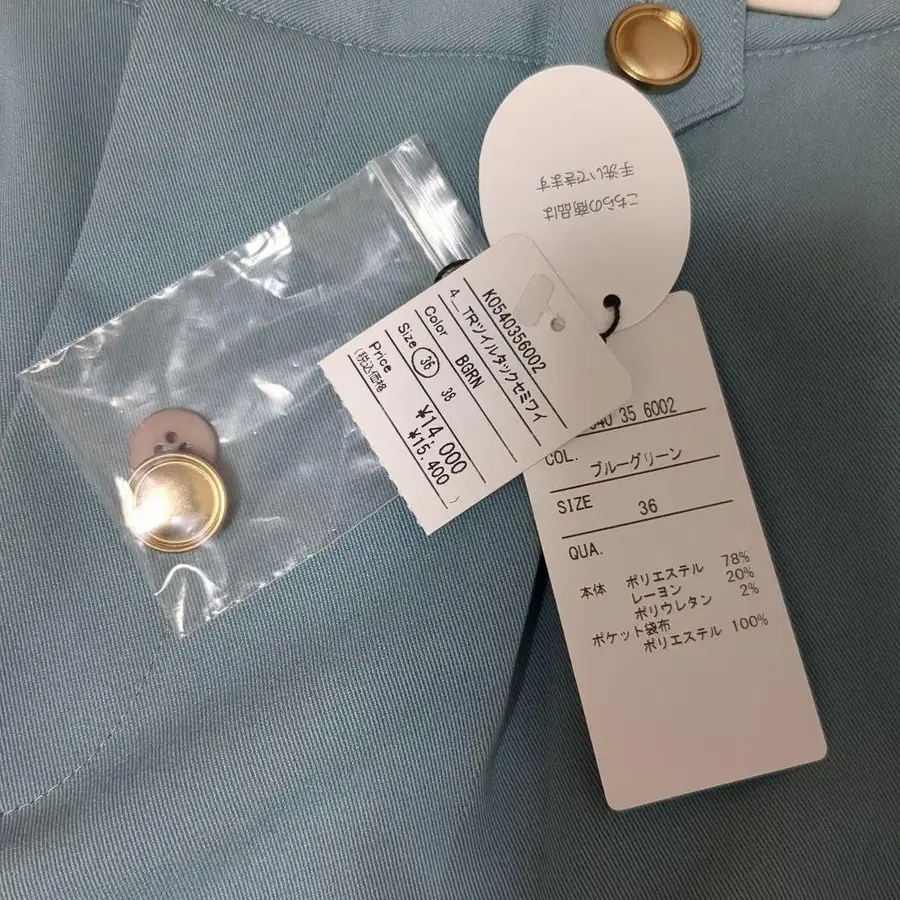 こちらの商品は
手洗いできます
K0540356002
4_TRツイルタックセミワイ
Color BGRN
Size 36 38
Price ¥14,000
(税込価格 ¥15,400 )
40 35 6002
COL.
ブルーグリーン
SIZE 36
QUA.
本体 ポリエステル 78%
レーヨン 20%
ポリウレタン 2%
ポケット袋布
ポリエステル 100%